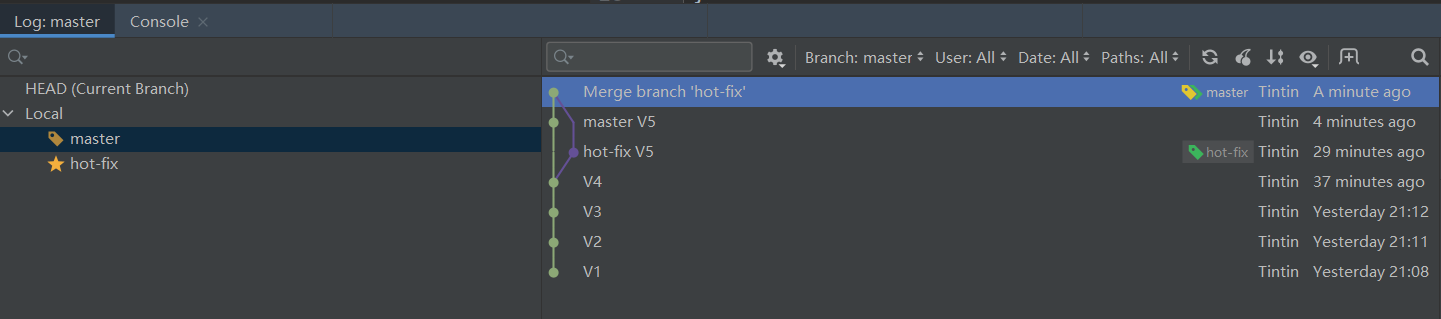 Log: master Console
Branch: master User: All Date: All Paths: All
HEAD (Current Branch)
Local
master
hot-fix
Merge branch 'hot-fix' master Tintin A minute ago
master V5 Tintin 4 minutes ago
hot-fix V5 hot-fix Tintin 29 minutes ago
V4 Tintin 37 minutes ago
V3 Tintin Yesterday 21:12
V2 Tintin Yesterday 21:11
V1 Tintin Yesterday 21:08